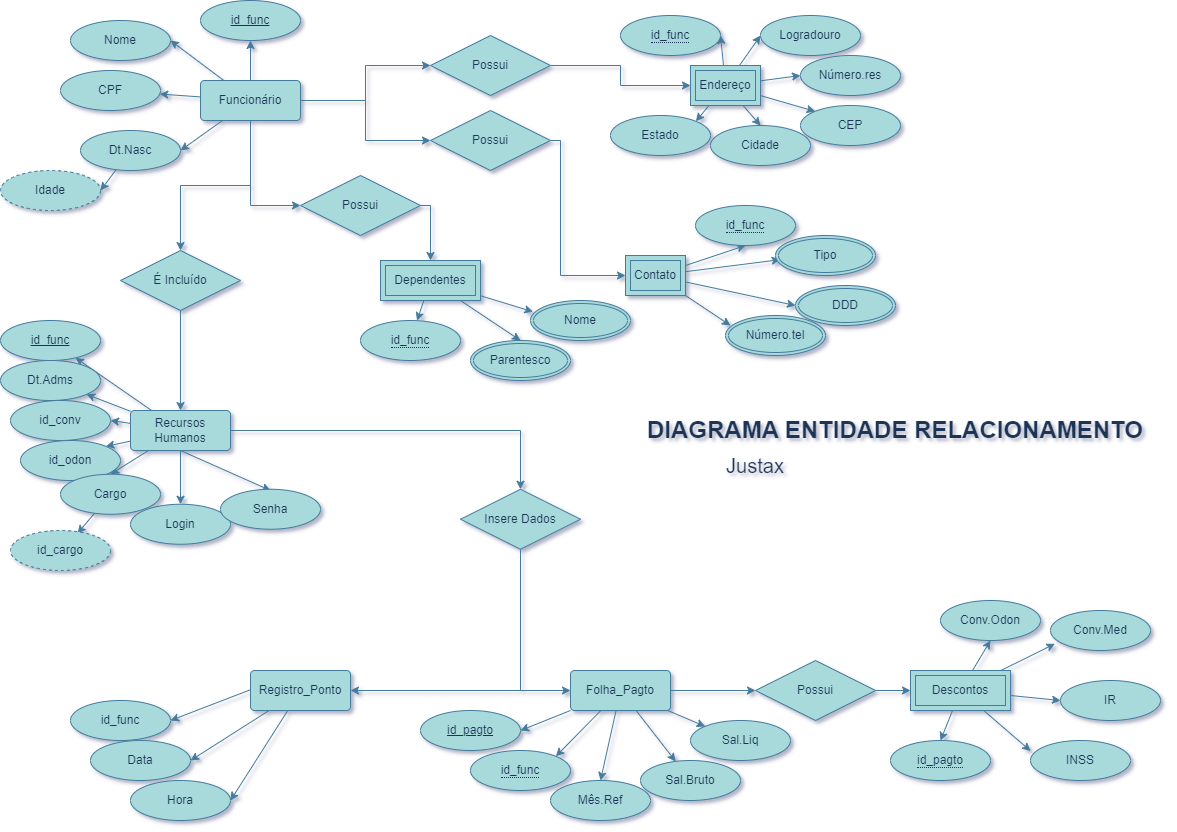 id_func
Nome
CPF
Funcionário
Dt.Nasc
Idade
Possui
Possui
id_func
Logradouro
Endereço
Número.res
CEP
Estado
Cidade
Possui
É Incluído
Dependentes
id_func
Nome
Parentesco
id_func
Contato
Tipo
DDD
Número.tel
id_func
Dt.Adms
id_conv
id_odon
Cargo
id_cargo
Recursos
Humanos
Login
Senha
DIAGRAMA ENTIDADE RELACIONAMENTO
Justax
Insere Dados
Registro_Ponto
id_func
Data
Hora
Folha_Pagto
id_pagto
id_func
Mês.Ref
Sal.Bruto
Sal.Liq
Possui
Descontos
Conv.Odon
Conv.Med
IR
INSS
id_pagto